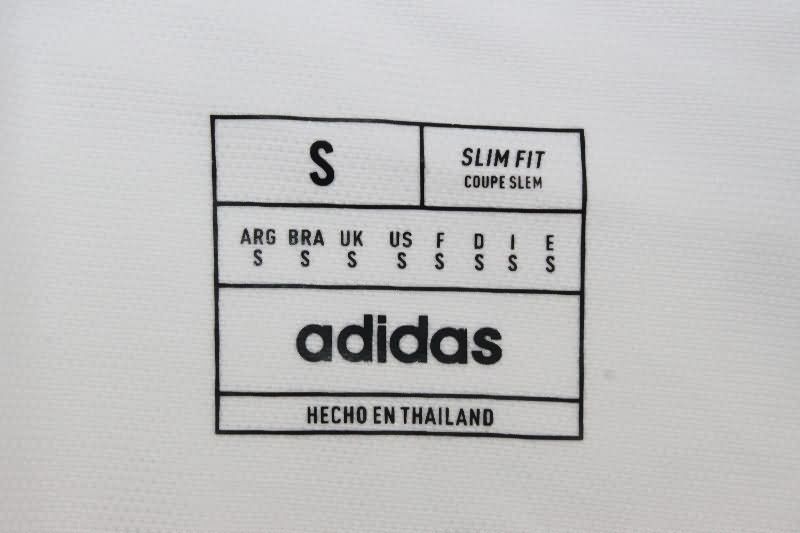 S
SLIM FIT
COUPE SLEM
ARG BRA UK US F D I E
S S S S S S S S
adidas
HECHO EN THAILAND